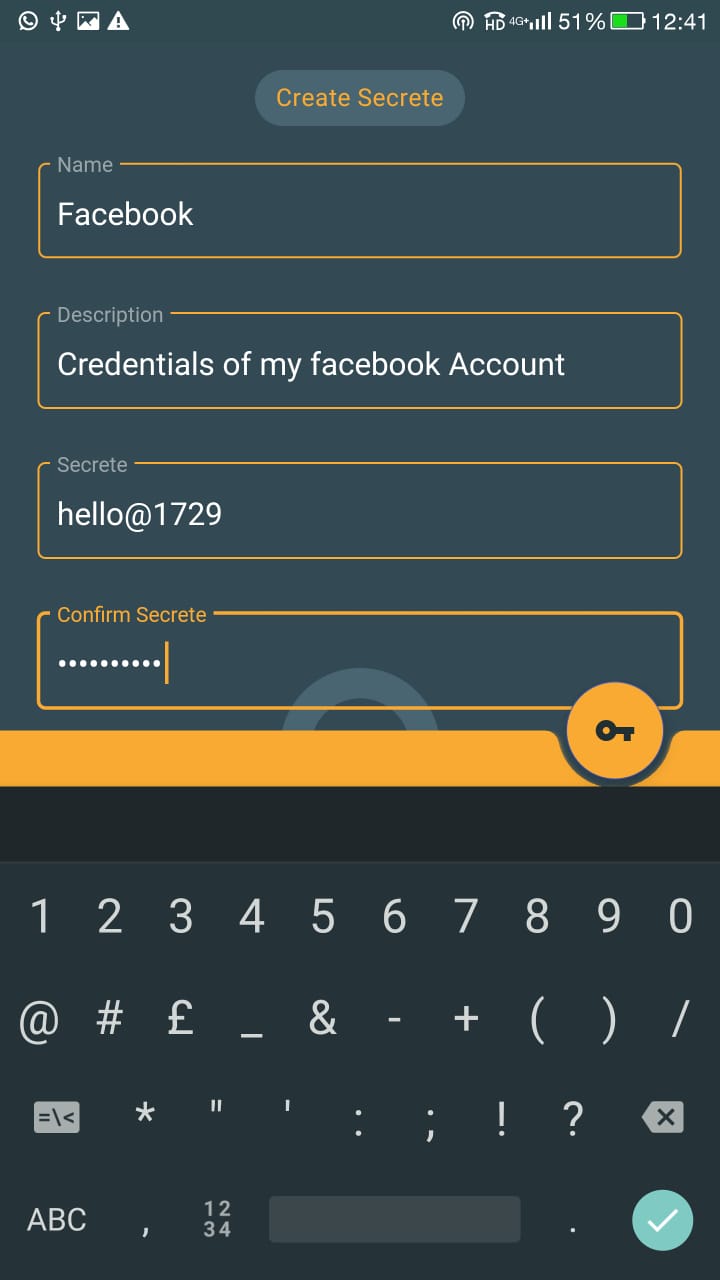 HD 4G+ 51% 12:41
Create Secrete
Name
Facebook
Description
Credentials of my facebook Account
Secrete
hello@1729
Confirm Secrete
••••••••••
1 2 3 4 5 6 7 8 9 0
@ # £ _ & - + ( ) /
=\< * " ' : ; ! ?
ABC , 12 .
34